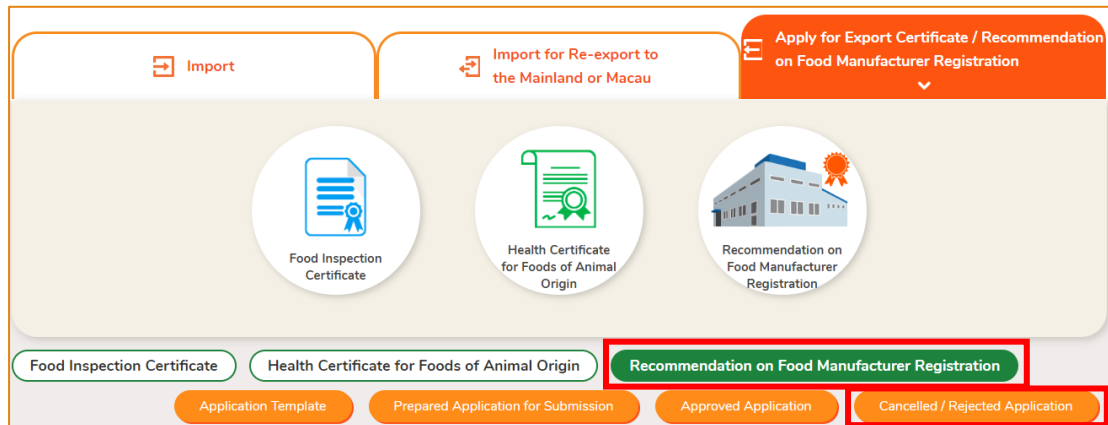 Import
Import for Re-export to
the Mainland or Macau
Apply for Export Certificate / Recommendation
on Food Manufacturer Registration
Food Inspection
Certificate
Health Certificate
for Foods of Animal
Origin
Recommendation on
Food Manufacturer
Registration
Food Inspection Certificate
Health Certificate for Foods of Animal Origin
Recommendation on Food Manufacturer Registration
Application Template
Prepared Application for Submission
Approved Application
Cancelled / Rejected Application